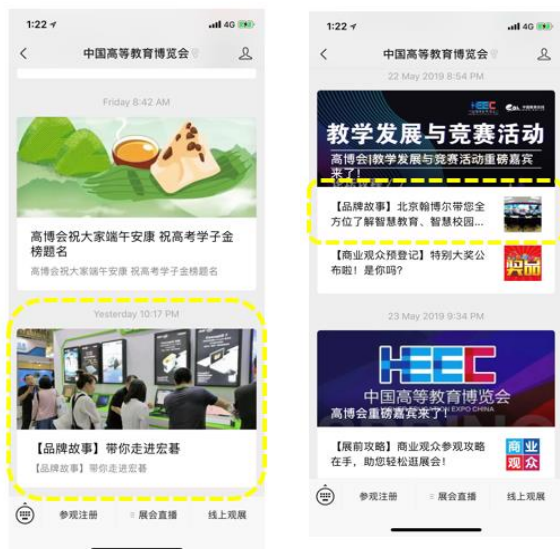 1:22
4G
中国高等教育博览会
Friday 8:42 AM
高博会祝大家端午安康 祝高考学子金
榜题名
高博会祝大家端午安康 祝高考学子金榜题名
Yesterday 10:17 PM
【品牌故事】带你走进宏碁
【品牌故事】带你走进宏碁
参观注册
展会直播
线上观展
1:22
4G
中国高等教育博览会
22 May 2019 8:54 PM
HEEC
教学发展与竞赛活动
高博会|教学发展与竞赛活动重磅嘉宾
来了!
【品牌故事】北京翰博尔带您全
方位了解智慧教育、智慧校园...
【商业观众预登记】特别大奖公
布啦！是你吗?
奖品
23 May 2019 9:34 PM
HEEC
中国高等教育博览会
高博会重磅嘉宾来了!
EXPO CHINA
【展前攻略】商业观众参观攻略
在手，助您轻松逛展会!
商业
观众
参观注册
展会直播
线上观展